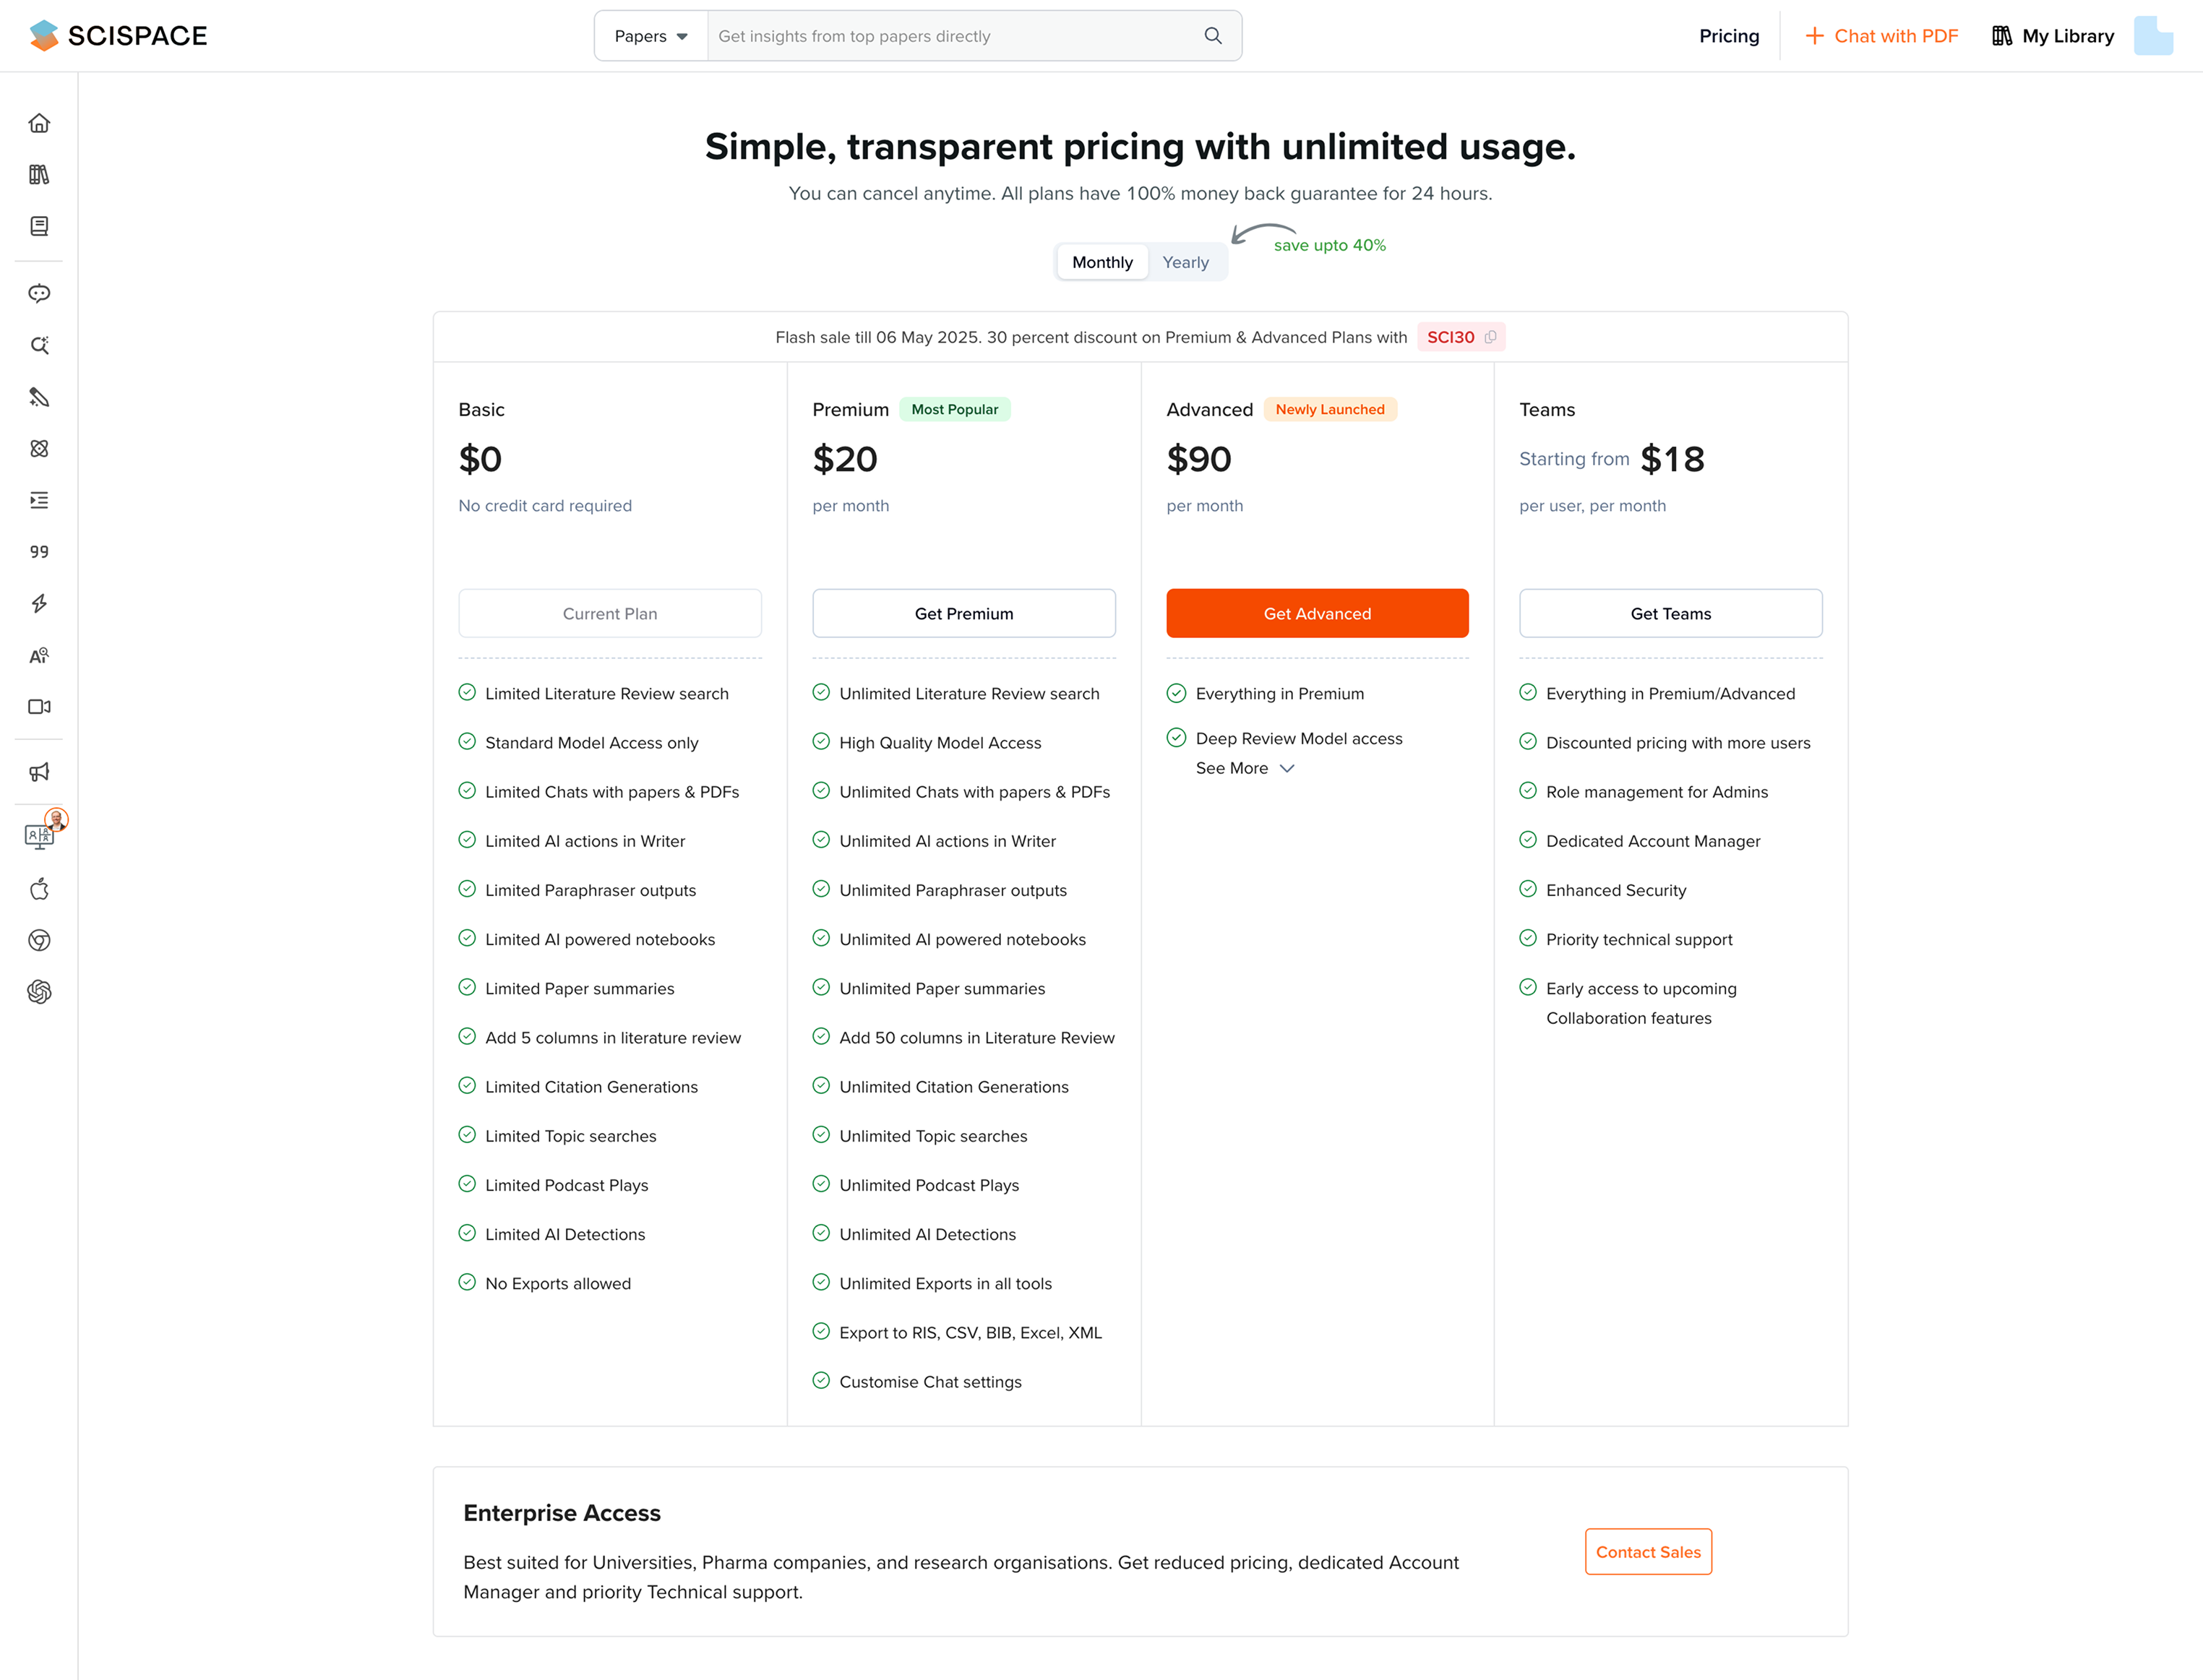 SCISPACE
Papers
Get insights from top papers directly
Pricing
Chat with PDF
My Library
Simple, transparent pricing with unlimited usage.
You can cancel anytime. All plans have 100% money back guarantee for 24 hours.
save upto 40%
Monthly
Yearly
Flash sale till 06 May 2025. 30 percent discount on Premium & Advanced Plans with SCI30
Basic
$0
No credit card required
Current Plan
Limited Literature Review search
Standard Model Access only
Limited Chats with papers & PDFs
Limited AI actions in Writer
Limited Paraphraser outputs
Limited AI powered notebooks
Limited Paper summaries
Add 5 columns in literature review
Limited Citation Generations
Limited Topic searches
Limited Podcast Plays
Limited AI Detections
No Exports allowed
Premium Most Popular
$20
per month
Get Premium
Unlimited Literature Review search
High Quality Model Access
Unlimited Chats with papers & PDFs
Unlimited AI actions in Writer
Unlimited Paraphraser outputs
Unlimited AI powered notebooks
Unlimited Paper summaries
Add 50 columns in Literature Review
Unlimited Citation Generations
Unlimited Topic searches
Unlimited Podcast Plays
Unlimited AI Detections
Unlimited Exports in all tools
Export to RIS, CSV, BIB, Excel, XML
Customise Chat settings
Advanced Newly Launched
$90
per month
Get Advanced
Everything in Premium
Deep Review Model access
See More
Teams
Starting from $18
per user, per month
Get Teams
Everything in Premium/Advanced
Discounted pricing with more users
Role management for Admins
Dedicated Account Manager
Enhanced Security
Priority technical support
Early access to upcoming
Collaboration features
Enterprise Access
Best suited for Universities, Pharma companies, and research organisations. Get reduced pricing, dedicated Account
Manager and priority Technical support.
Contact Sales